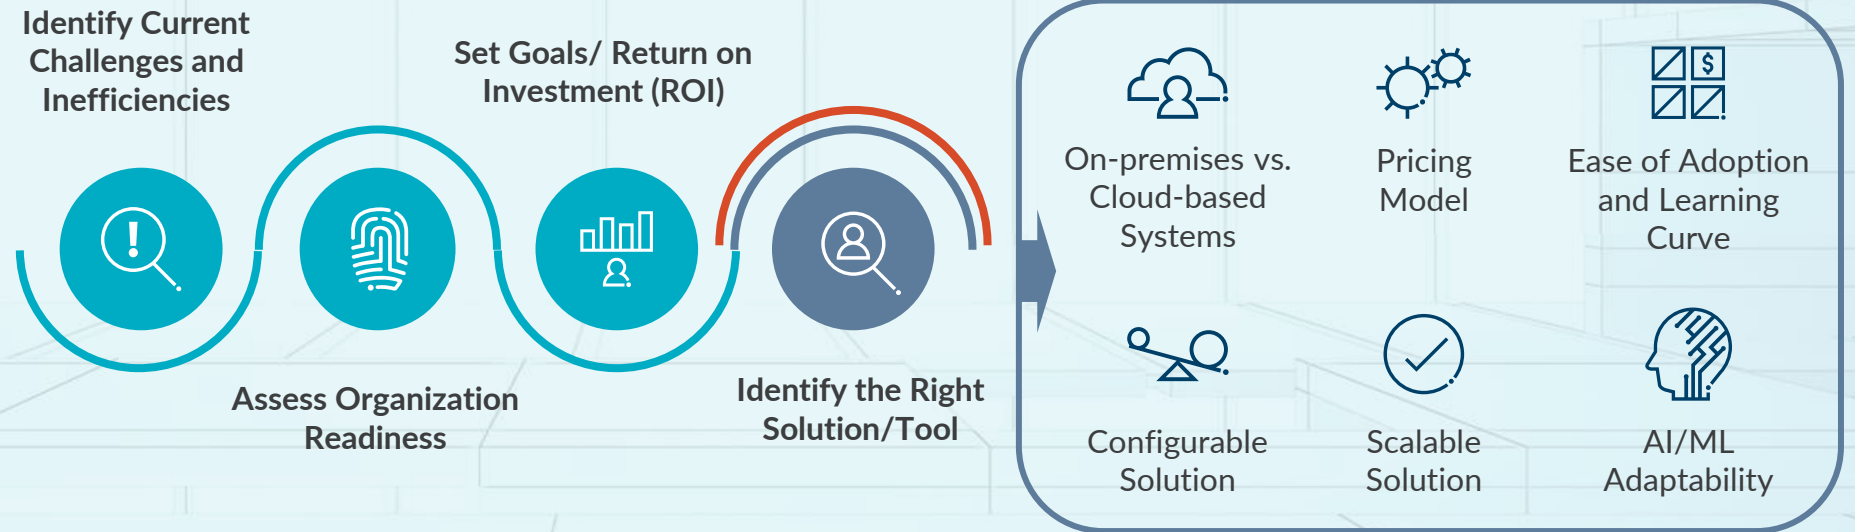 Identify Current
Challenges and
Inefficiencies
Assess Organization
Readiness
Set Goals/ Return on
Investment (ROI)
Identify the Right
Solution/Tool
On-premises vs.
Cloud-based
Systems
Pricing
Model
$
Ease of Adoption
and Learning
Curve
Configurable
Solution
Scalable
Solution
AI/ML
Adaptability